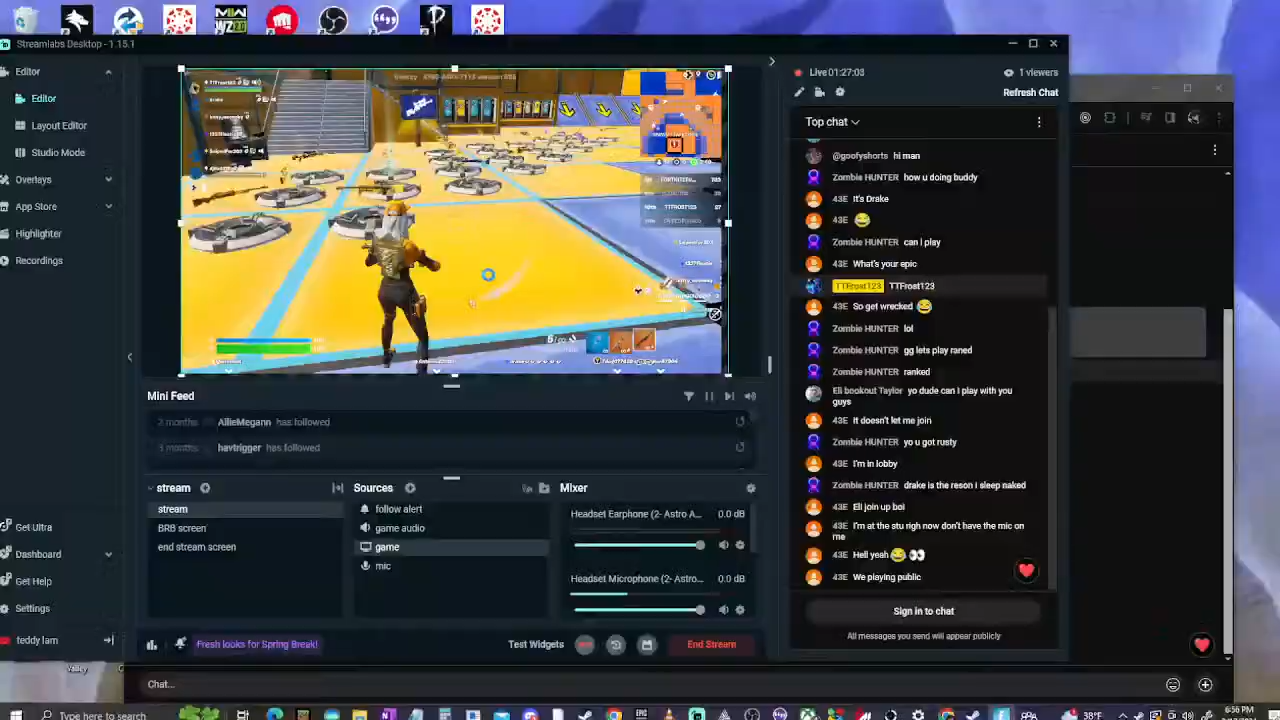 Streamlabs Desktop - 1.15.1
Editor
Editor
Layout Editor
Studio Mode
Overlays
App Store
Highlighter
Recordings
Get Ultra
Dashboard
Get Help
Settings
teddy lam
Mini Feed
2 months AllieMegann has followed
3 months havtrigger has followed
stream
stream
BRB screen
end stream screen
Sources
follow alert
game audio
game
mic
Mixer
Headset Earphone (2- Astro A... 0.0 dB
Headset Microphone (2- Astro... 0.0 dB
Fresh looks for Spring Break!
Test Widgets
End Stream
Live 01:27:03
1 viewers
Refresh Chat
Top chat
@goofyshorts hi man
Zombie HUNTER how u doing buddy
43E It's Drake
43E 😂
Zombie HUNTER can i play
43E What's your epic
TTFrost123 TTFrost123
43E So get wrecked 😂
Zombie HUNTER lol
Zombie HUNTER gg lets play raned
Zombie HUNTER ranked
Eli bookout Taylor yo dude can I play with you
guys
43E It doesn't let me join
Zombie HUNTER yo u got rusty
43E I'm in lobby
Zombie HUNTER drake is the reson i sleep naked
43E Eli join up boi
43E I'm at the stu righ now don't have the mic on
me
43E Hell yeah 😂 👀
43E We playing public
Sign in to chat
All messages you send will appear publicly
Valley
Chat...
Type here to search
38°F
6:56 PM